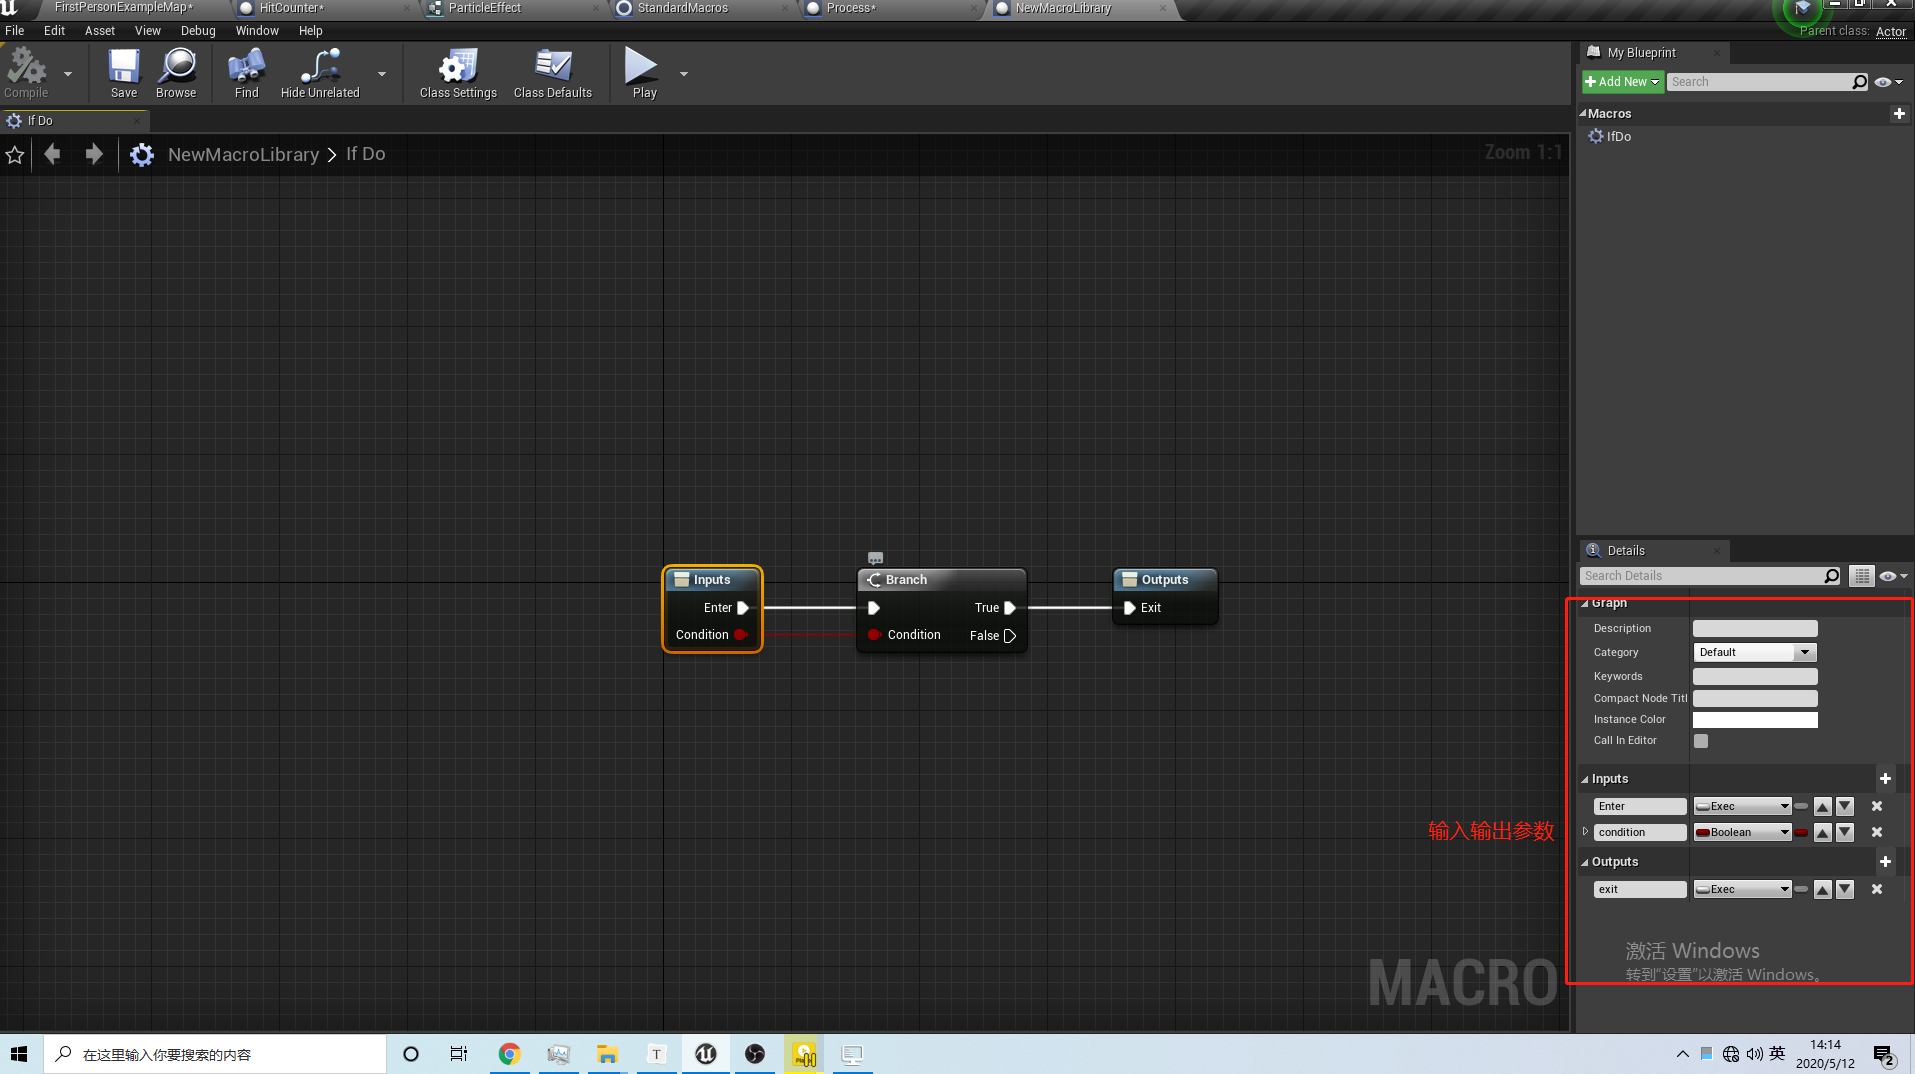 FirstPersonExampleMap*
HitCounter*
ParticleEffect
StandardMacros
Process*
NewMacroLibrary
File Edit Asset View Debug Window Help
Parent class: Actor
Compile
Save
Browse
Find
Hide Unrelated
Class Settings
Class Defaults
Play
My Blueprint
Add New
Search
Macros
IfDo
If Do
NewMacroLibrary > If Do
Zoom 1:1
Inputs
Enter
Condition
Branch
True
Condition
False
Outputs
Exit
Details
Search Details
Graph
Description
Category Default
Keywords
Compact Node Titl
Instance Color
Call In Editor
Inputs
Enter Exec
condition Boolean
Outputs
exit Exec
输入输出参数
MACRO
激活 Windows
转到“设置”以激活 Windows。
在这里输入你要搜索的内容
T
英
14:14
2020/5/12
2